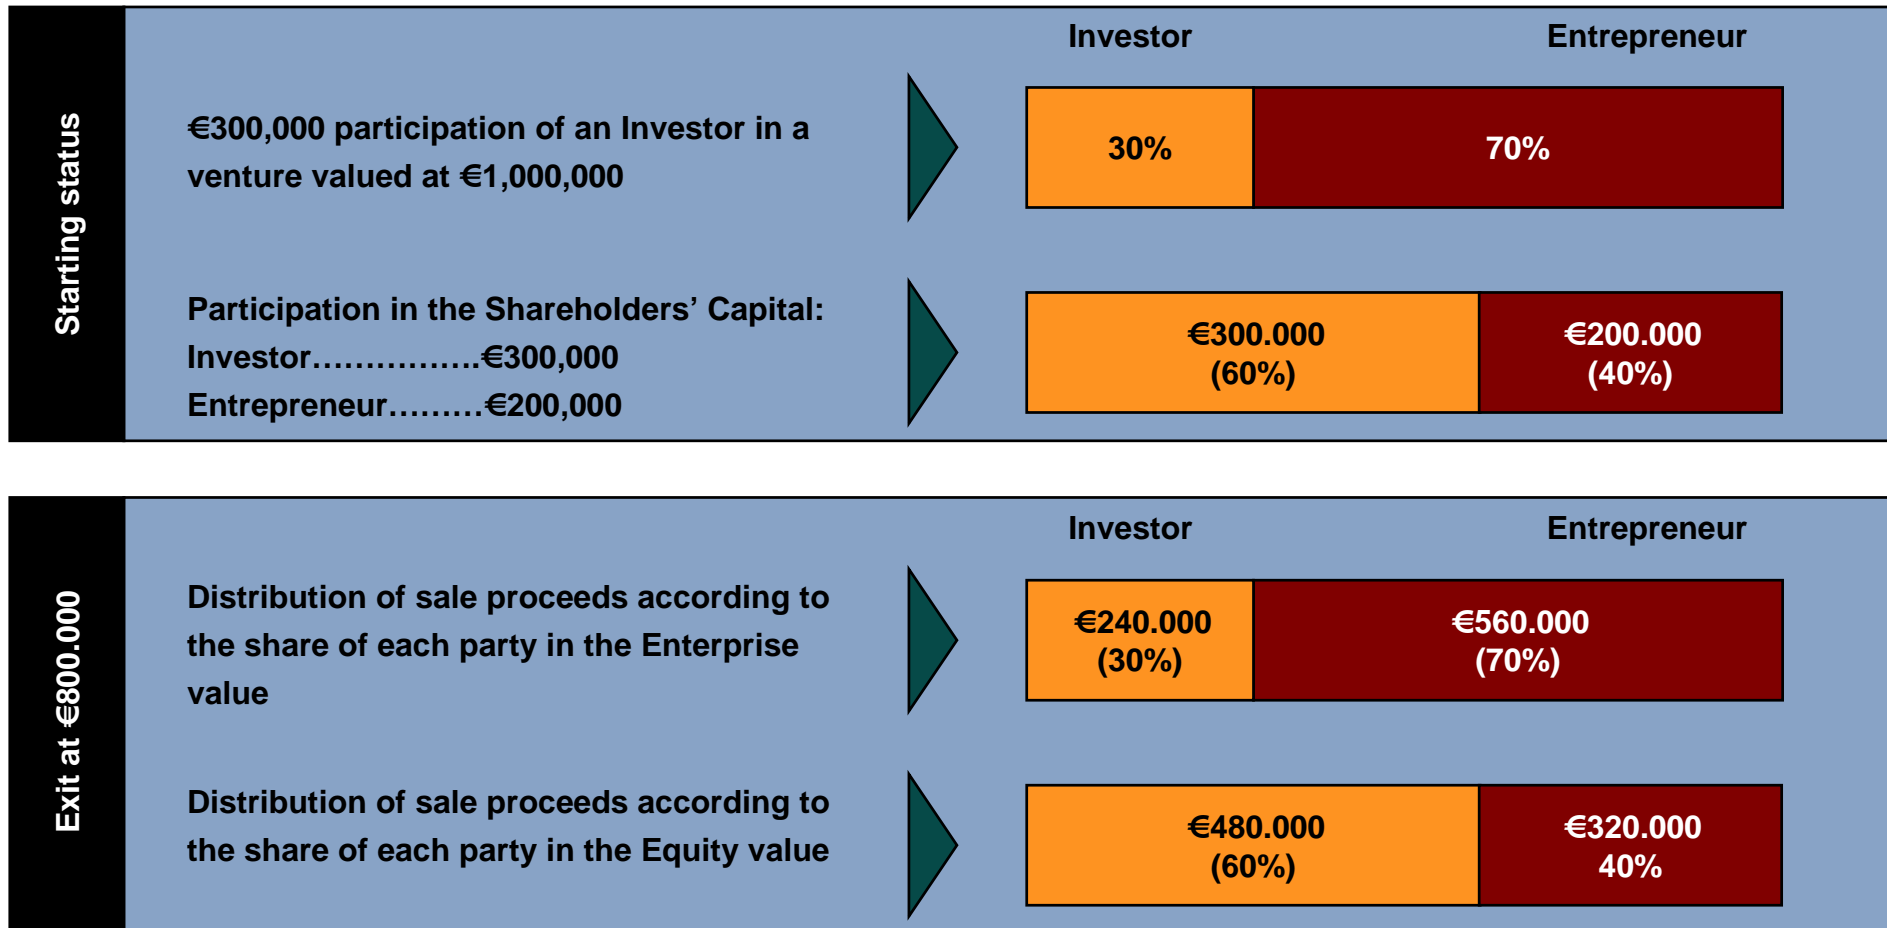 Starting status
Investor
Entrepreneur
€300,000 participation of an Investor in a
venture valued at €1,000,000
30%
70%
Participation in the Shareholders’ Capital:
Investor…………….€300,000
Entrepreneur………€200,000
€300.000
(60%)
€200.000
(40%)
Exit at €800.000
Investor
Entrepreneur
Distribution of sale proceeds according to
the share of each party in the Enterprise
value
€240.000
(30%)
€560.000
(70%)
Distribution of sale proceeds according to
the share of each party in the Equity value
€480.000
(60%)
€320.000
40%